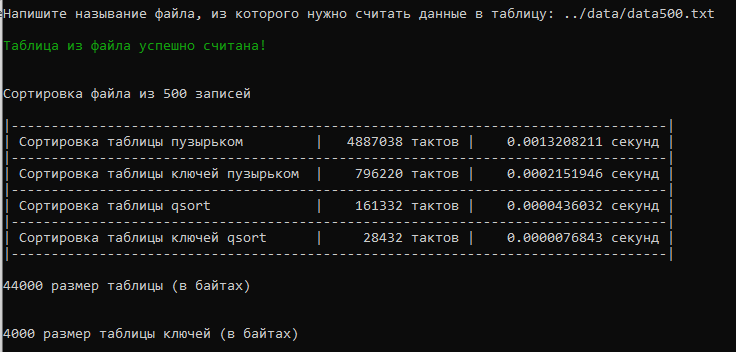 Напишите называние файла, из которого нужно считать данные в таблицу: ../data/data500.txt
Таблица из файла успешно считана!
Сортировка файла из 500 записей
|----------------------------------------------------------------------------------|
| Сортировка таблицы пузырьком         |   4887038 тактов |    0.0013208211 секунд |
|----------------------------------------------------------------------------------|
| Сортировка таблицы ключей пузырьком  |    796220 тактов |    0.0002151946 секунд |
|----------------------------------------------------------------------------------|
| Сортировка таблицы qsort             |    161332 тактов |    0.0000436032 секунд |
|----------------------------------------------------------------------------------|
| Сортировка таблицы ключей qsort      |     28432 тактов |    0.0000076843 секунд |
|----------------------------------------------------------------------------------|
44000 размер таблицы (в байтах)
4000 размер таблицы ключей (в байтах)